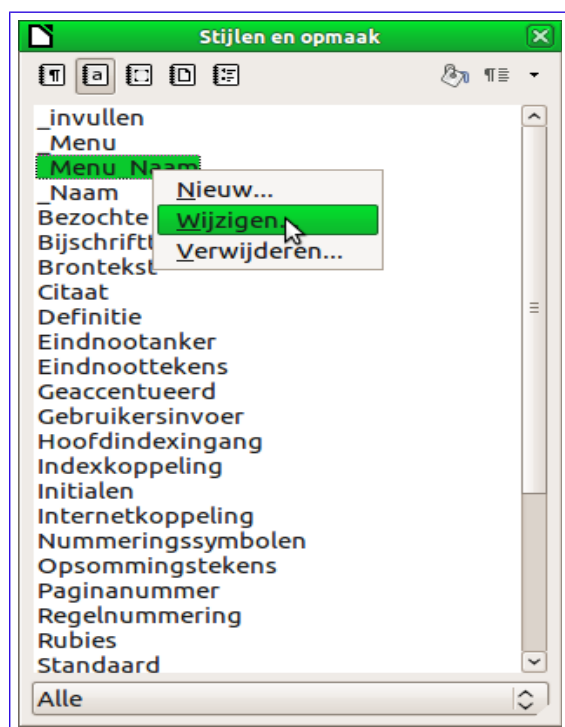 Stijlen en opmaak
_invullen
_Menu
_Menu_Naam
_Naam
Nieuw...
Bezochte
Wijzigen.
Bijschrift
Verwijderen...
Brontekst
Citaat
Definitie
Eindnootanker
Eindnoottekens
Geaccentueerd
Gebruikersinvoer
Hoofdindexingang
Indexkoppeling
Initialen
Internetkoppeling
Nummeringssymbolen
Opsommingstekens
Paginanummer
Regelnummering
Rubies
Standaard
Alle